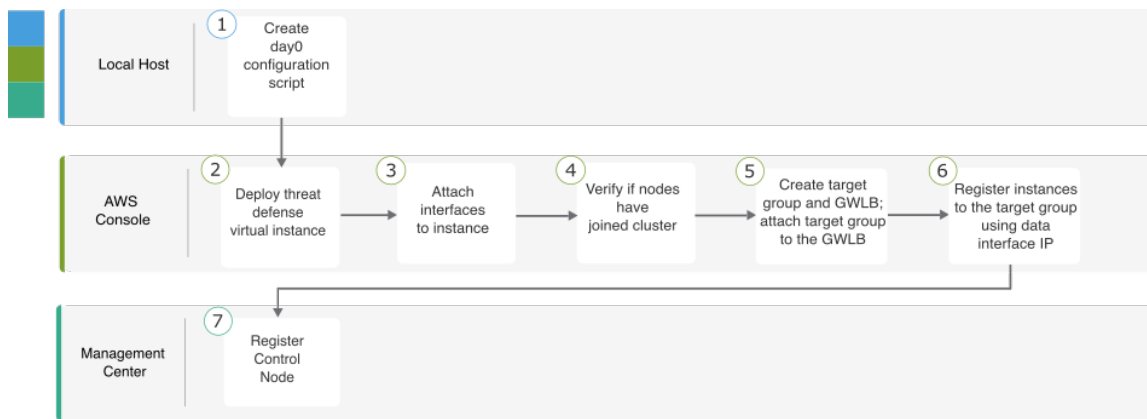 Local Host
1
Create
day0
configuration
script
AWS
Console
2
Deploy threat
defense
virtual instance
3
Attach
interfaces
to instance
4
Verify if nodes
have
joined cluster
5
Create target
group and GWLB;
attach target group
to the GWLB
6
Register instances
to the target group
using data
interface IP
Management
Center
7
Register
Control
Node